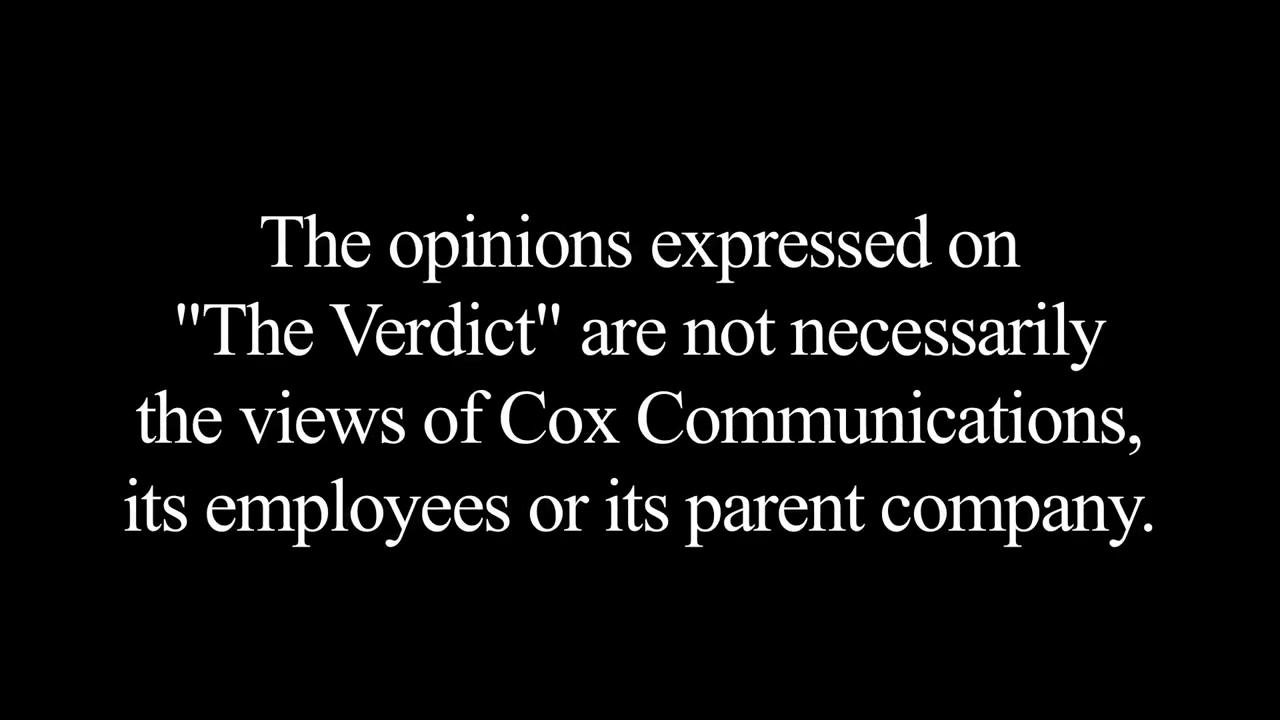 The opinions expressed on
"The Verdict" are not necessarily
the views of Cox Communications,
its employees or its parent company.